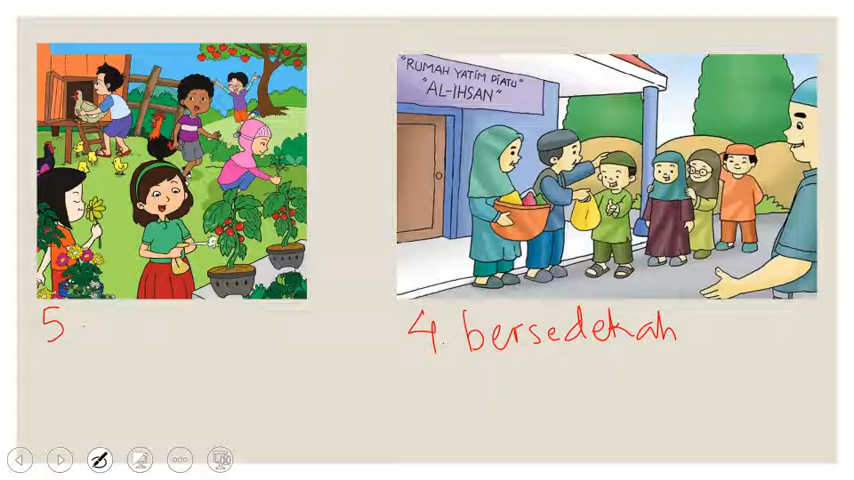 "RUMAH YATIM PIATU"
"AL-IHSAN"
5.
4. bersedekah